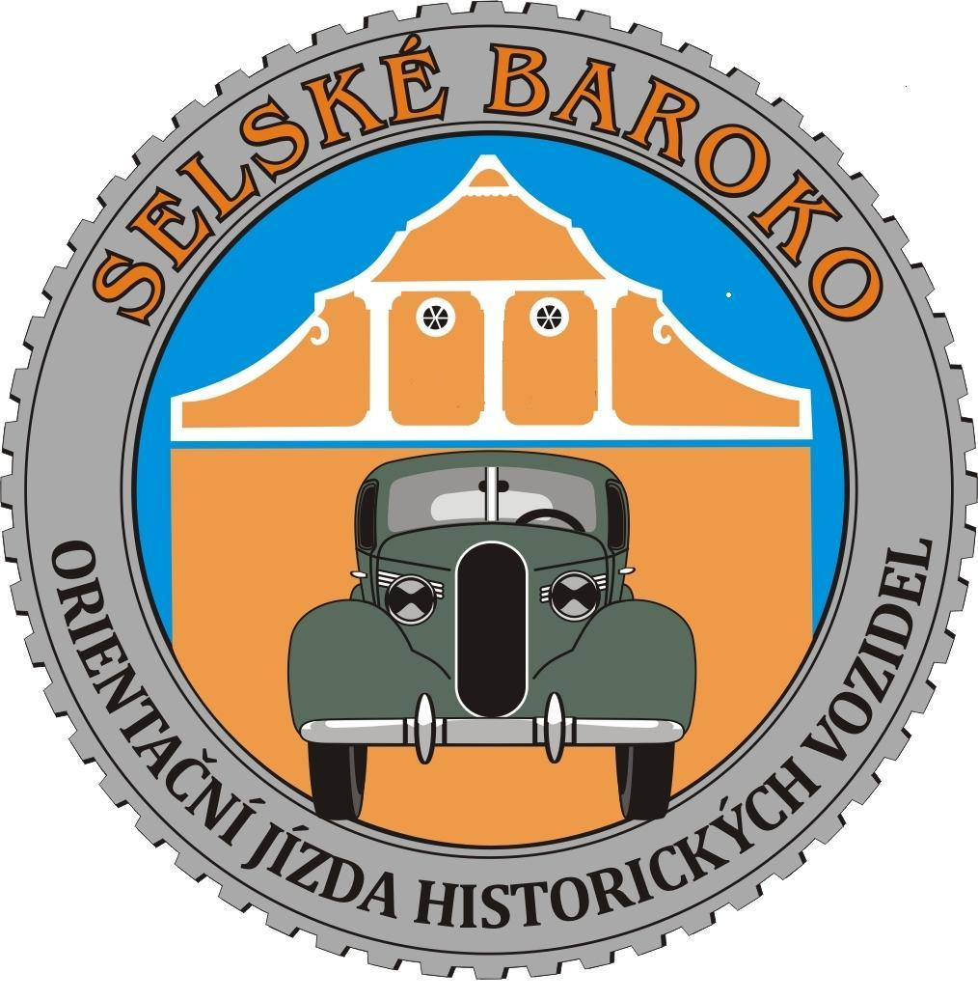 SELSKÉ BAROKO
ORIENTAČNÍ JÍZDA HISTORICKÝCH VOZIDEL